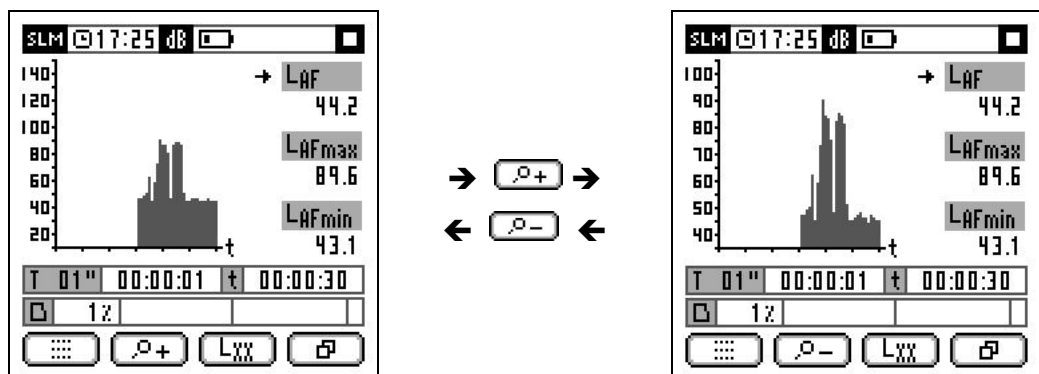 SLM 17:25 dB
140
120
100
80
60
40
20
t
LAF
44.2
LAFmax
89.6
LAFmin
43.1
T 01" 00:00:01 t 00:00:30
1%
+ Lxx
→ + →
← − ←
SLM 17:25 dB
100
90
80
70
60
50
40
t
→ LAF
44.2
LAFmax
89.6
LAFmin
43.1
T 01" 00:00:01 t 00:00:30
1%
− Lxx